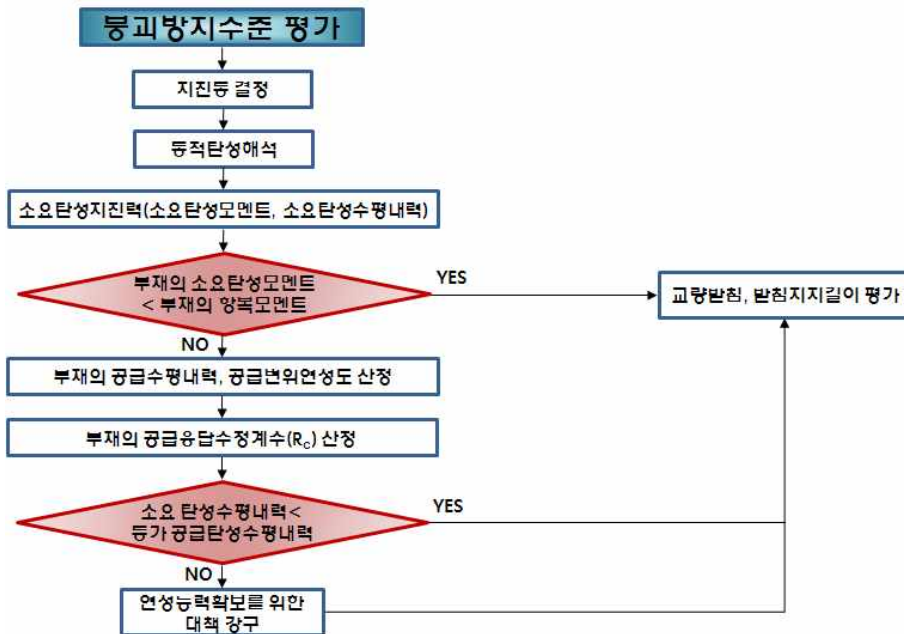 붕괴방지수준 평가
지진동 결정
동적탄성해석
소요탄성지진력(소요탄성모멘트, 소요탄성수평내력)
부재의 소요탄성모멘트
< 부재의 항복모멘트
YES
교량받침, 받침지지길이 평가
NO
부재의 공급수평내력, 공급변위연성도 산정
부재의 공급응답수정계수(Rc) 산정
소요 탄성수평내력<
등가 공급탄성수평내력
YES
NO
연성능력확보를 위한
대책 강구